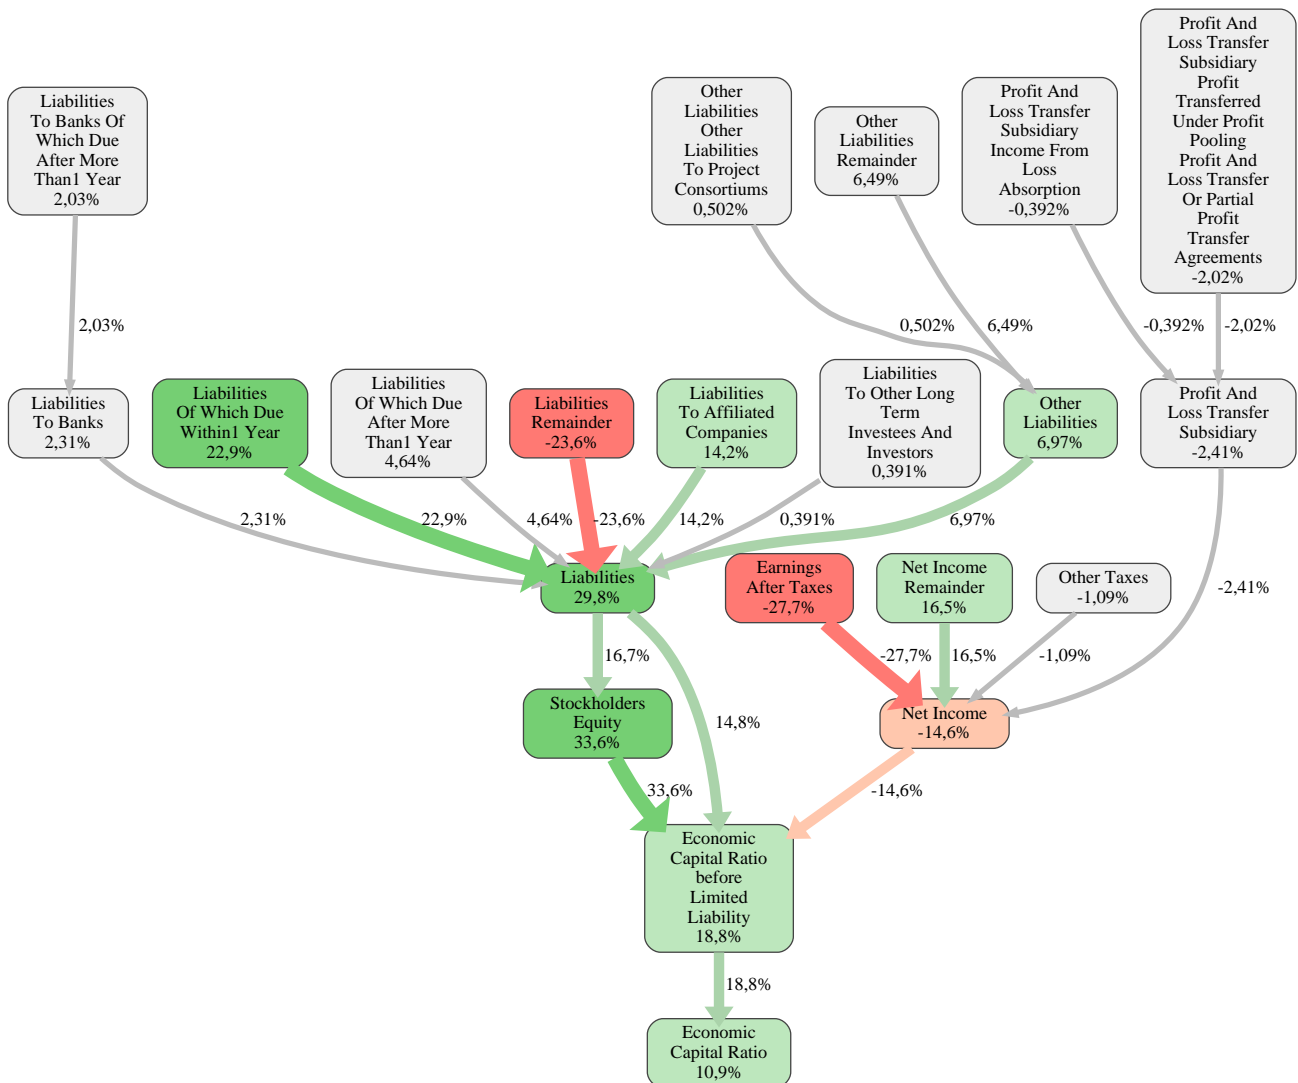 Profit And
Loss Transfer
Subsidiary
Profit
Transferred
Under Profit
Pooling
Profit And
Loss Transfer
Or Partial
Profit
Transfer
Agreements
-2,02%
Liabilities
To Banks Of
Which Due
After More
Than1 Year
2,03%
Other
Liabilities
Other
Liabilities
To Project
Consortiums
0,502%
Other
Liabilities
Remainder
6,49%
Profit And
Loss Transfer
Subsidiary
Income From
Loss
Absorption
-0,392%
2,03%
0,502%
6,49%
-0,392%
-2,02%
Liabilities
To Banks
2,31%
Liabilities
Of Which Due
Within1 Year
22,9%
Liabilities
Of Which Due
After More
Than1 Year
4,64%
Liabilities
Remainder
-23,6%
Liabilities
To Affiliated
Companies
14,2%
Liabilities
To Other Long
Term
Investees And
Investors
0,391%
Other
Liabilities
6,97%
Profit And
Loss Transfer
Subsidiary
-2,41%
2,31%
22,9%
4,64%
-23,6%
14,2%
0,391%
6,97%
-2,41%
Liabilities
29,8%
Earnings
After Taxes
-27,7%
Net Income
Remainder
16,5%
Other Taxes
-1,09%
16,7%
14,8%
-27,7%
16,5%
-1,09%
Stockholders
Equity
33,6%
Net Income
-14,6%
33,6%
-14,6%
Economic
Capital Ratio
before
Limited
Liability
18,8%
18,8%
Economic
Capital Ratio
10,9%